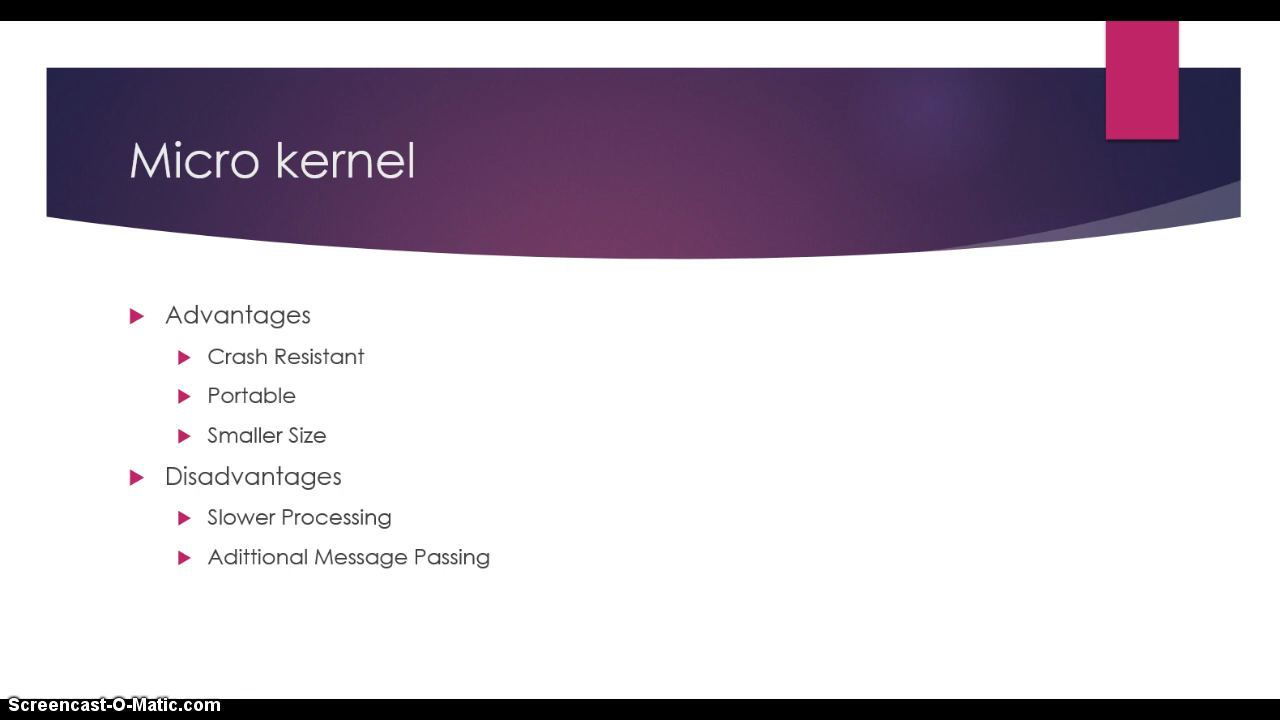 Micro kernel
Advantages
Crash Resistant
Portable
Smaller Size
Disadvantages
Slower Processing
Adittional Message Passing
Screencast-O-Matic.com